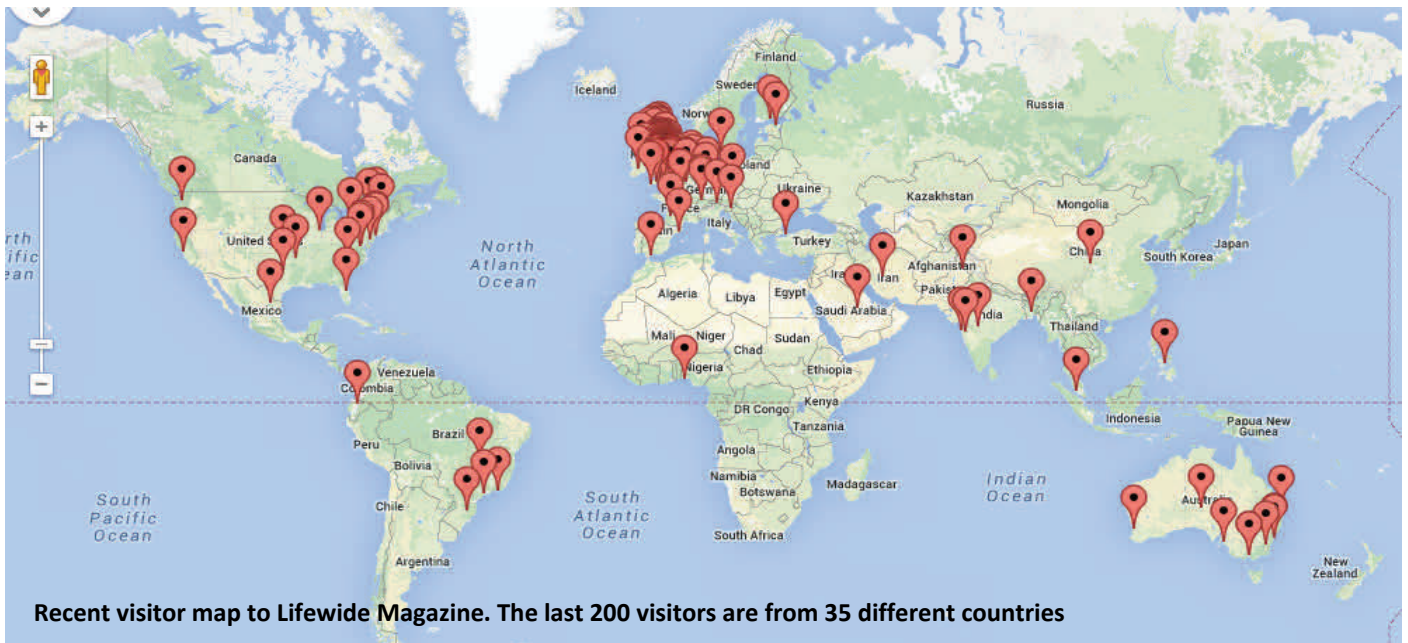 Finland
Iceland
Sweden
Russia
Norw
Canada
oland
Germ
Ukraine
Kazakhstan
Mongolia
France
Italy
United S
in
Turkey
Afghanistan
China
South Korea
Japan
North
Atlantic
Ocean
rth
ific
ean
Ira
Iran
Pakist
Algeria
Libya
Egypt
Saudi Arabia
ndia
Mexico
Mali
Niger
Sudan
Chad
Thailand
Nigeria
Ethiopia
Venezuela
Colombia
DR Congo
Kenya
Tanzania
Indonesia
Papua New
Guinea
Peru
Brazil
Bolivia
Angola
Namibia
Botswana
Madagascar
Indian
Ocean
Australia
South
Pacific
Ocean
Chile
South
Atlantic
Ocean
South Africa
Argentina
New
Zealand
Recent visitor map to Lifewide Magazine. The last 200 visitors are from 35 different countries